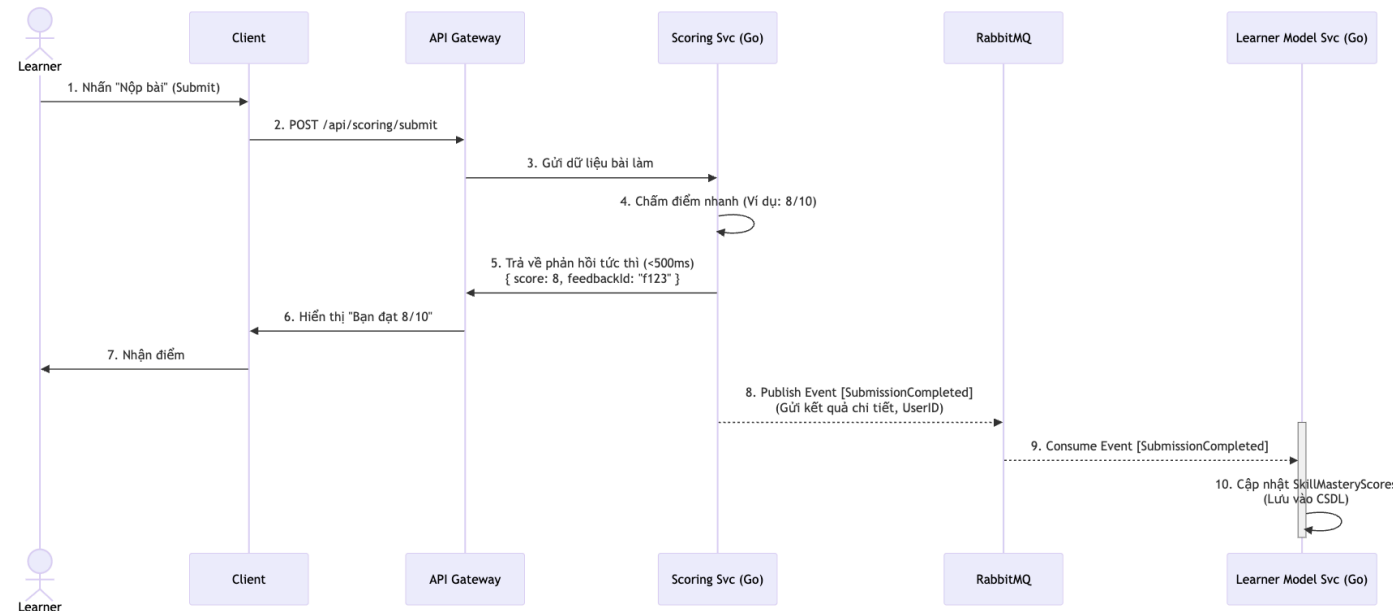 Learner
Client
API Gateway
Scoring Svc (Go)
RabbitMQ
Learner Model Svc (Go)
1. Nhấn "Nộp bài" (Submit)
2. POST /api/scoring/submit
3. Gửi dữ liệu bài làm
4. Chấm điểm nhanh (Ví dụ: 8/10)
5. Trả về phản hồi tức thì (<500ms)
{ score: 8, feedbackId: "f123" }
6. Hiển thị "Bạn đạt 8/10"
7. Nhận điểm
8. Publish Event [SubmissionCompleted]
(Gửi kết quả chi tiết, UserID)
9. Consume Event [SubmissionCompleted]
10. Cập nhật SkillMasteryScores
(Lưu vào CSDL)
Learner
Client
API Gateway
Scoring Svc (Go)
RabbitMQ
Learner Model Svc (Go)